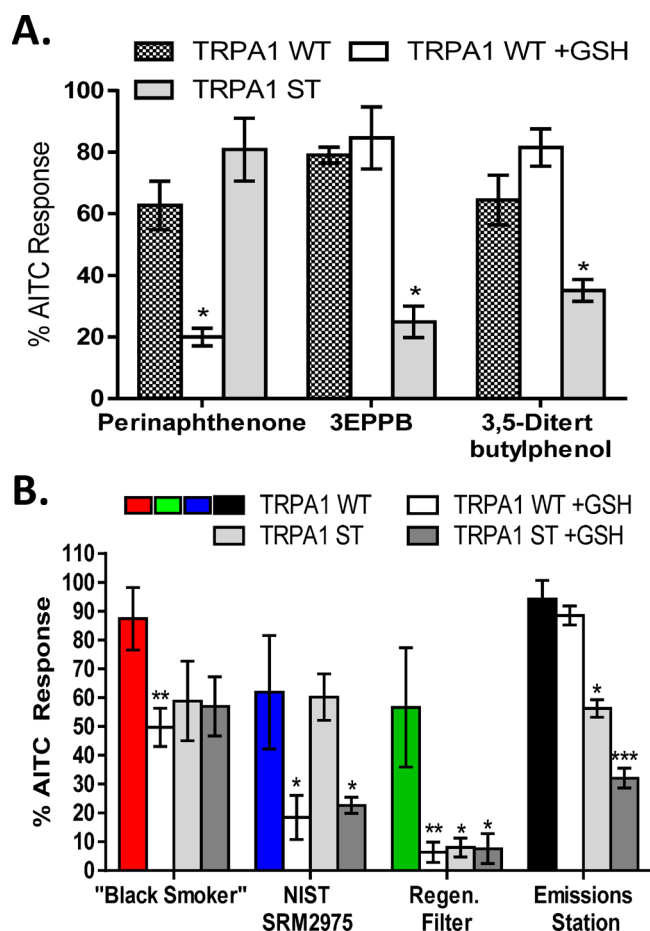 A.
TRPA1 WT TRPA1 WT +GSH
TRPA1 ST
% AITC Response
100
80
60
40
20
0
*
*
*
Perinaphthenone 3EPPB 3,5-Ditert
butylphenol
B.
TRPA1 WT TRPA1 WT +GSH
TRPA1 ST TRPA1 ST +GSH
% AITC Response
110
100
90
80
70
60
50
40
30
20
10
0
**
*
*
**
*
*
*
***
"Black Smoker" NIST Regen. Emissions
SRM2975 Filter Station